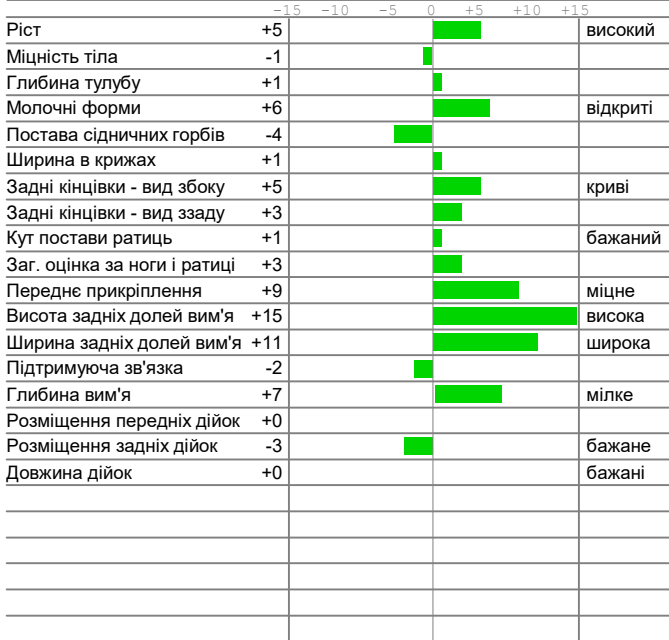 -15 -10 -5 0 +5 +10 +15
Ріст +5 високий
Міцність тіла -1
Глибина тулубу +1
Молочні форми +6 відкриті
Постава сідничних горбів -4
Ширина в крижах +1
Задні кінцівки - вид збоку +5 криві
Задні кінцівки - вид ззаду +3
Кут постави ратиць +1 бажаний
Заг. оцінка за ноги і ратиці +3
Переднє прикріплення +9 міцне
Висота задніх долей вим'я +15 висока
Ширина задніх долей вим'я +11 широка
Підтримуюча зв'язка -2
Глибина вим'я +7 мілке
Розміщення передніх дійок +0
Розміщення задніх дійок -3 бажане
Довжина дійок +0 бажані